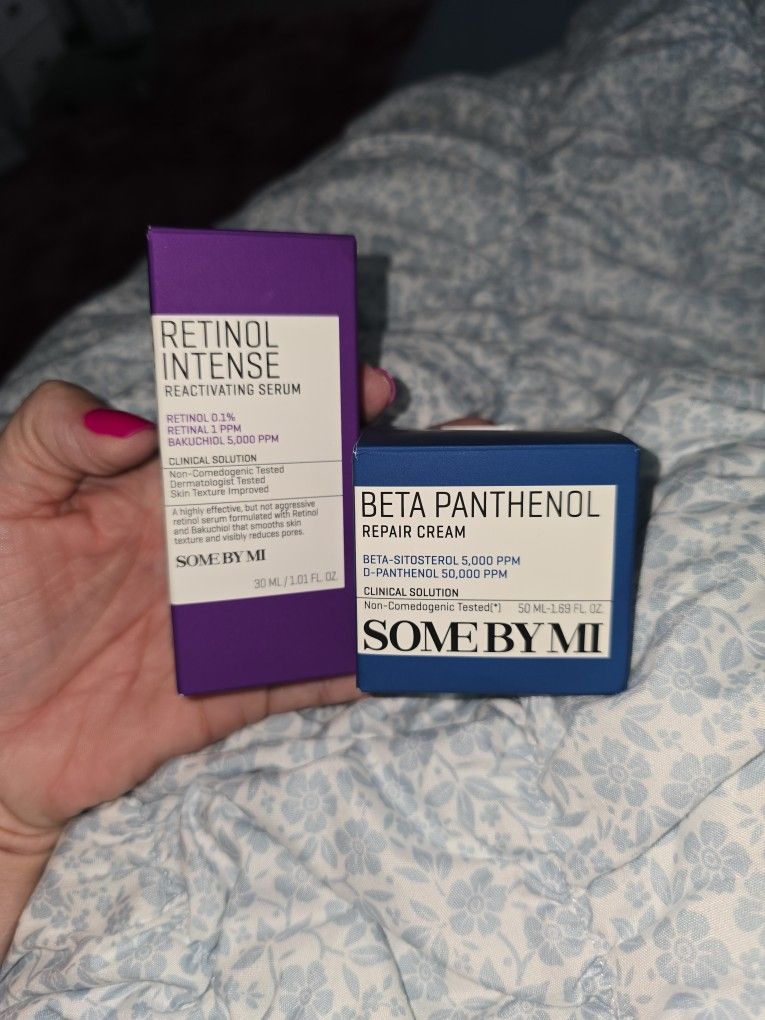 RETINOL
INTENSE
REACTIVATING SERUM
RETINOL 0.1%
RETINAL 1 PPM
BAKUCHIOL 5,000 PPM
CLINICAL SOLUTION
Non-Comedogenic Tested
Dermatologist Tested
Skin Texture Improved
A highly effective, but not aggressive
retinol serum formulated with Retinol
and Bakuchiol that smooths skin
texture and visibly reduces pores.
SOME BY MI
30 ML / 1.01 FL. OZ.
BETA PANTHENOL
REPAIR CREAM
BETA-SITOSTEROL 5,000 PPM
D-PANTHENOL 50,000 PPM
CLINICAL SOLUTION
Non-Comedogenic Tested(*) 50 ML-1.69 FL. OZ.
SOME BY MI